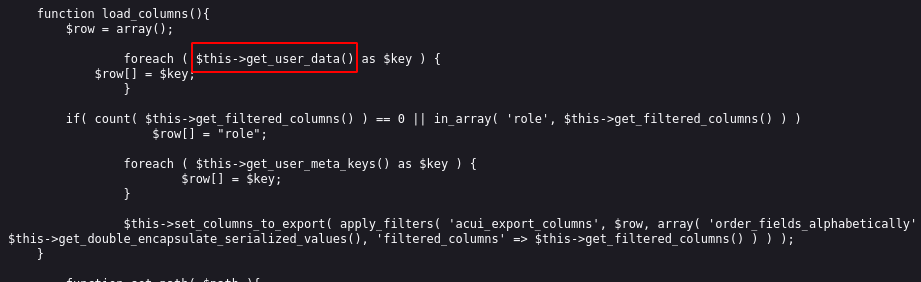 function load_columns(){
$row = array();
foreach ( $this->get_user_data() as $key ) {
$row[] = $key;
}
if( count( $this->get_filtered_columns() ) == 0 || in_array( 'role', $this->get_filtered_columns() ) )
$row[] = "role";
foreach ( $this->get_user_meta_keys() as $key ) {
$row[] = $key;
}
$this->set_columns_to_export( apply_filters( 'acui_export_columns', $row, array( 'order_fields_alphabetically'
$this->get_double_encapsulate_serialized_values(), 'filtered_columns' => $this->get_filtered_columns() ) ) );
}
function set_path( $path ){